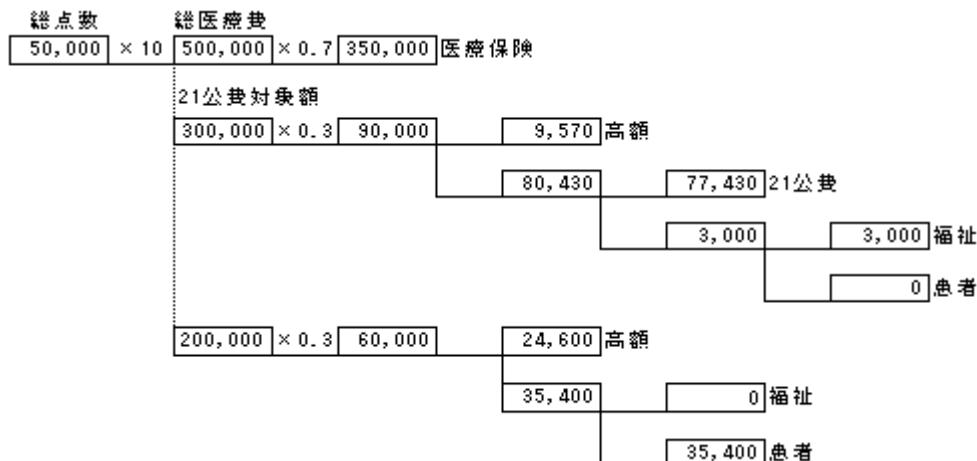 総点数 総医療費
50,000 × 10 500,000 × 0.7 350,000 医療保険
21公費対象額
300,000 × 0.3 90,000 9,570 高額
80,430 77,430 21公費
3,000 3,000 福祉
0 患者
200,000 × 0.3 60,000 24,600 高額
35,400 0 福祉
35,400 患者